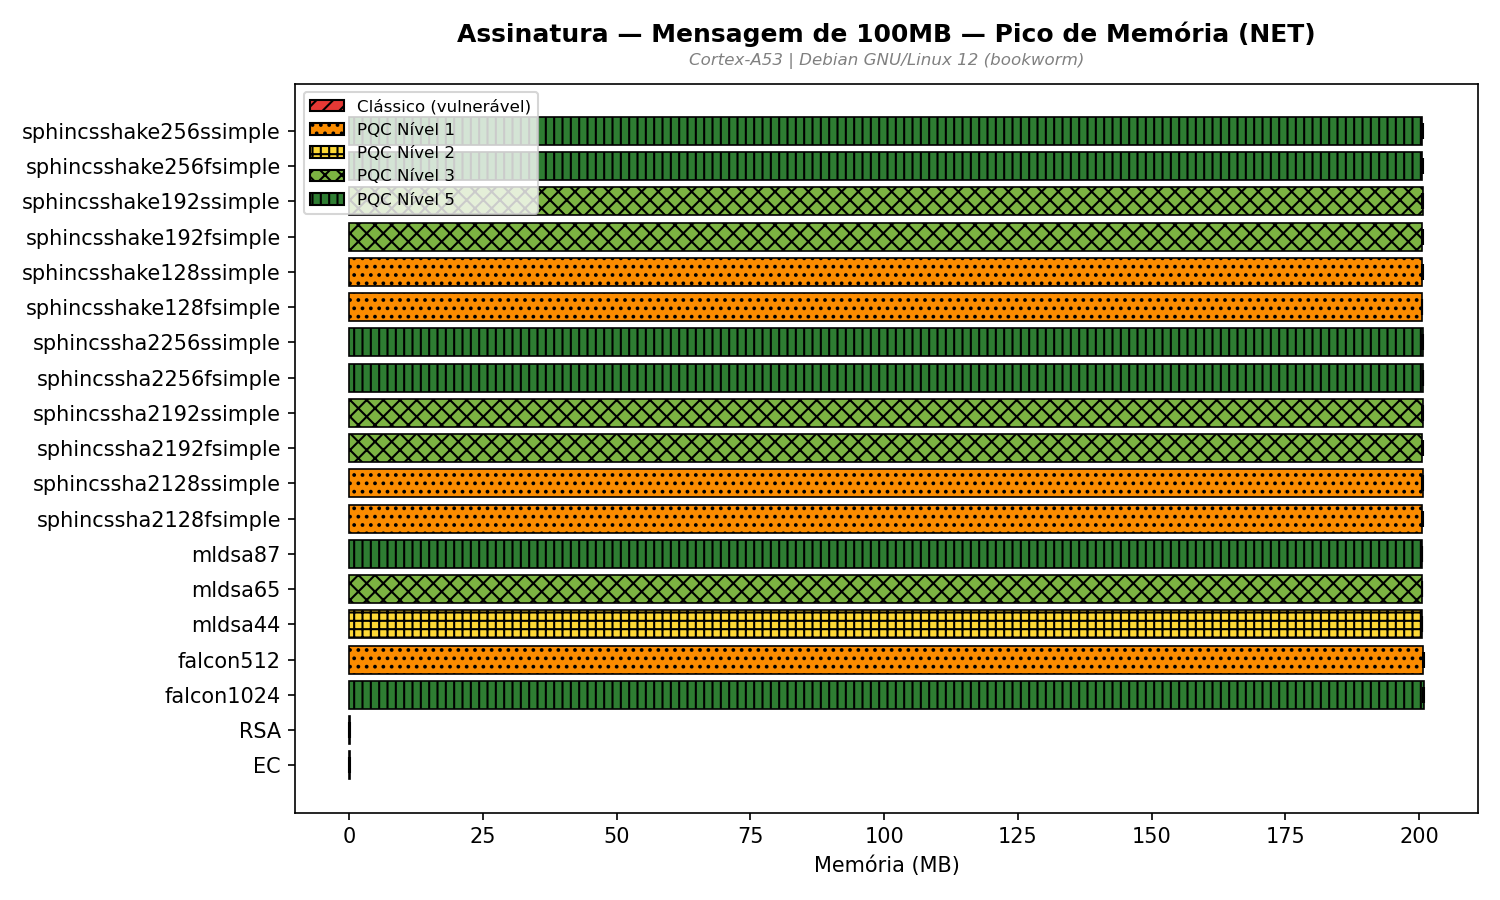 Assinatura — Mensagem de 100MB — Pico de Memória (NET)
Cortex-A53 | Debian GNU/Linux 12 (bookworm)
Clássico (vulnerável)
PQC Nível 1
PQC Nível 2
PQC Nível 3
PQC Nível 5
sphincsshake256ssimple
sphincsshake256fsimple
sphincsshake192ssimple
sphincsshake192fsimple
sphincsshake128ssimple
sphincsshake128fsimple
sphincssha2256ssimple
sphincssha2256fsimple
sphincssha2192ssimple
sphincssha2192fsimple
sphincssha2128ssimple
sphincssha2128fsimple
mldsa87
mldsa65
mldsa44
falcon512
falcon1024
RSA
EC
0 25 50 75 100 125 150 175 200
Memória (MB)